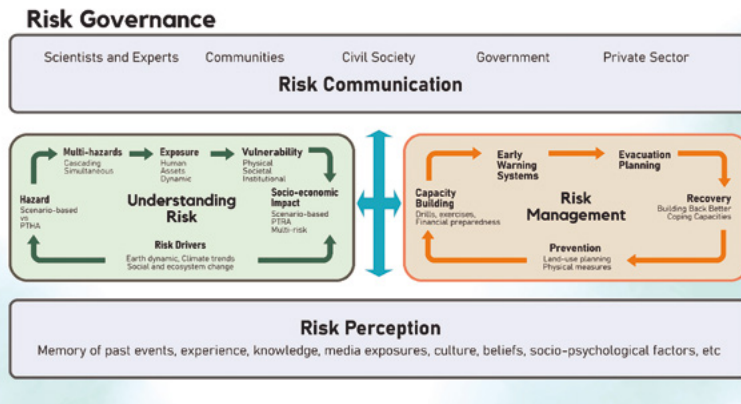 Risk Governance
Scientists and Experts Communities Civil Society Government Private Sector
Risk Communication
Multi-hazards
Cascading
Simultaneous
Exposure
Human
Assets
Dynamic
Vulnerability
Physical
Societal
Institutional
Hazard
Scenario-based
vs
PTHA
Understanding
Risk
Socio-economic
Impact
Scenario-based
PTRA
Multi-risk
Risk Drivers
Earth dynamic, Climate trends
Social and ecosystem change
Early
Warning
Systems
Evacuation
Planning
Capacity
Building
Drills, exercises,
Financial preparedness
Risk
Management
Recovery
Building Back Better
Coping Capacities
Prevention
Land-use planning
Physical measures
Risk Perception
Memory of past events, experience, knowledge, media exposures, culture, beliefs, socio-psychological factors, etc